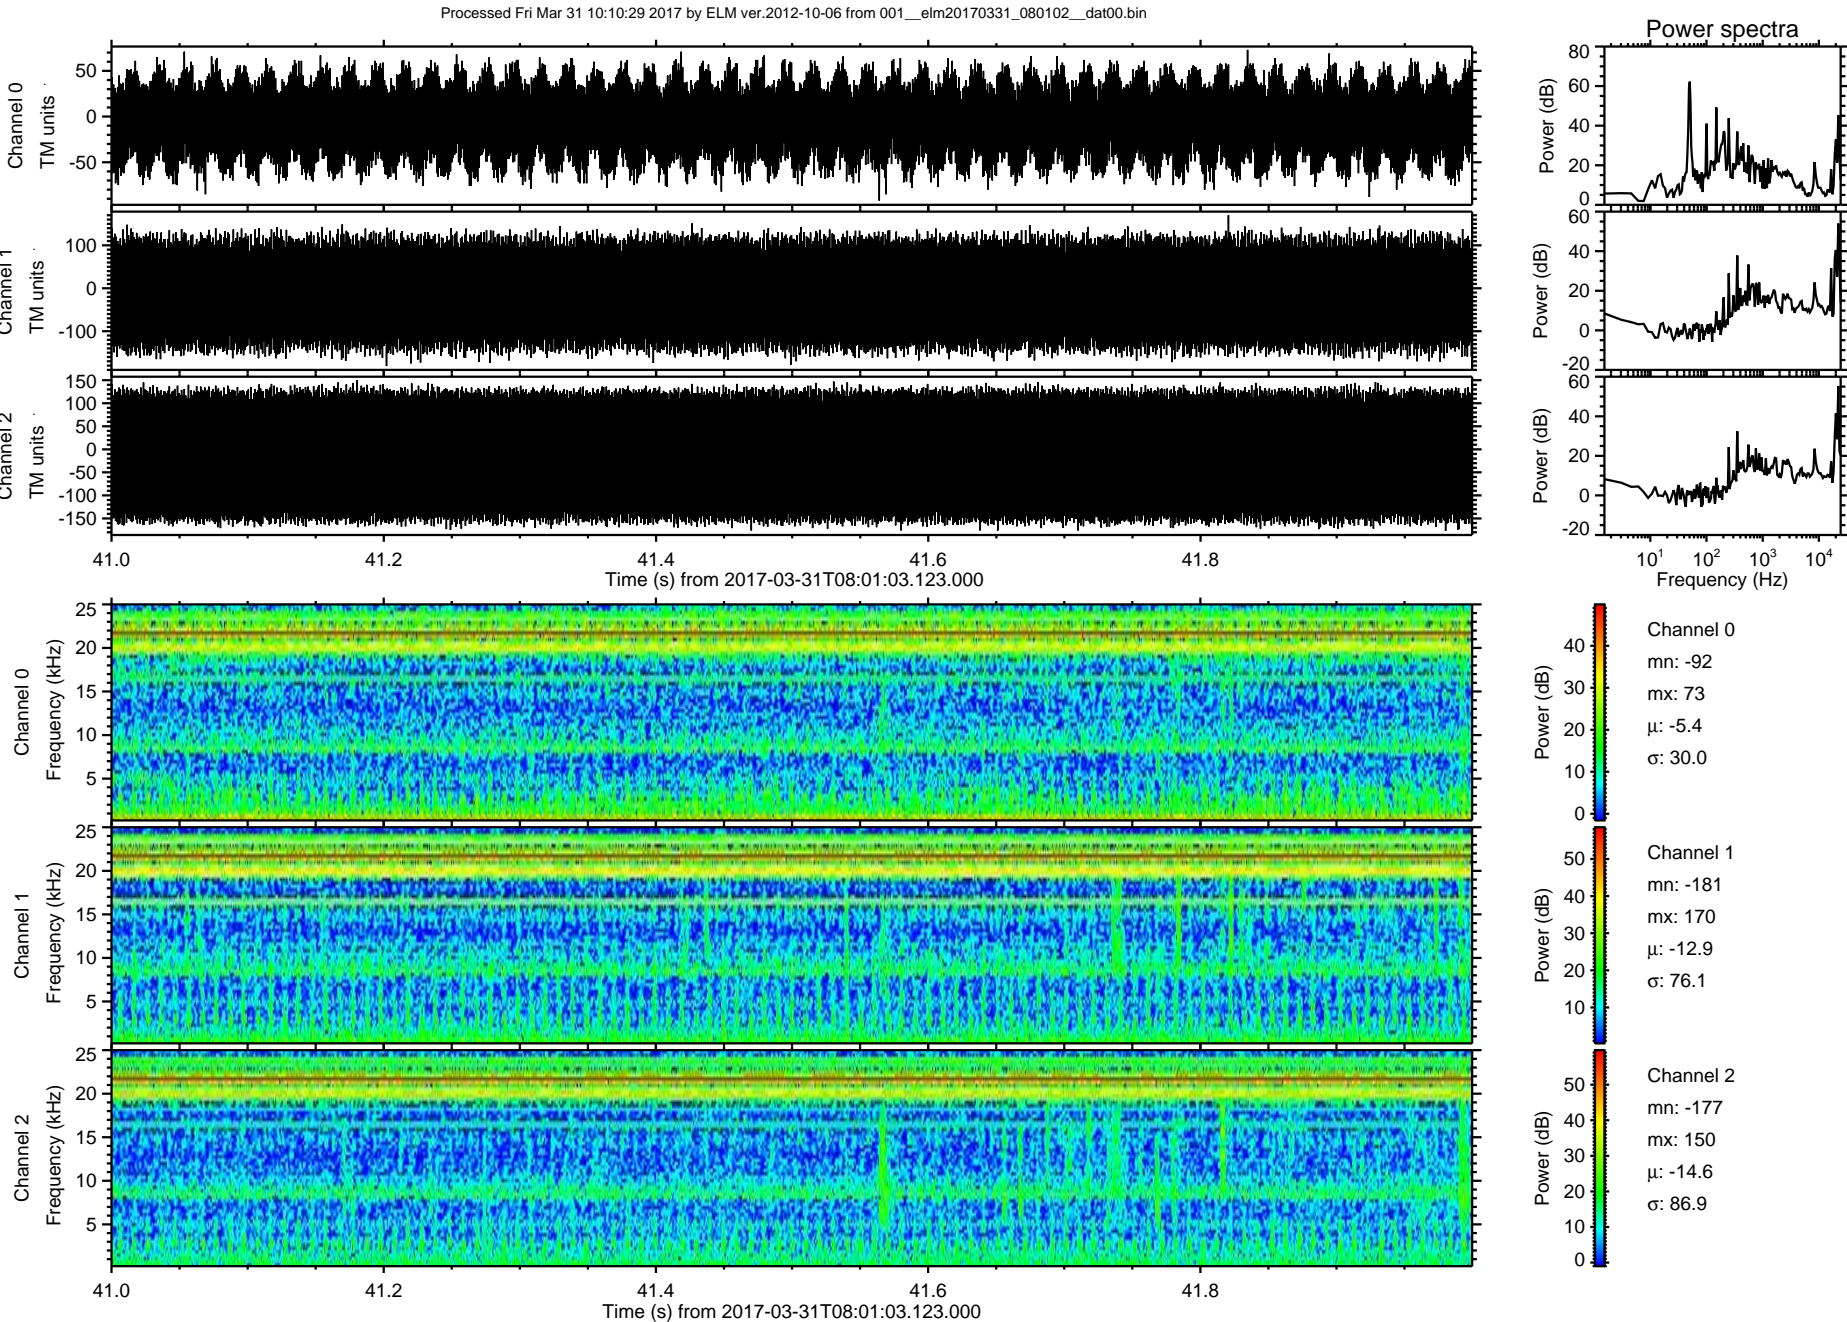 Processed Fri Mar 31 10:10:29 2017 by ELM ver.2012-10-06 from 001__elm20170331_080102__dat00.bin
Power spectra
Channel 0
TM units
50
0
-50
Power (dB)
80
60
40
20
0
Channel 1
TM units
100
0
-100
Power (dB)
60
40
20
0
-20
Channel 2
TM units
150
100
50
0
-50
-100
-150
Power (dB)
60
40
20
0
-20
41.0 41.2 41.4 41.6 41.8
Time (s) from 2017-03-31T08:01:03.123.000
10^1 10^2 10^3 10^4
Frequency (Hz)
Channel 0
Frequency (kHz)
25
20
15
10
5
Power (dB)
40
30
20
10
0
Channel 0
mn: -92
mx: 73
μ: -5.4
σ: 30.0
Channel 1
Frequency (kHz)
25
20
15
10
5
Power (dB)
50
40
30
20
10
Channel 1
mn: -181
mx: 170
μ: -12.9
σ: 76.1
Channel 2
Frequency (kHz)
25
20
15
10
5
Power (dB)
50
40
30
20
10
0
Channel 2
mn: -177
mx: 150
μ: -14.6
σ: 86.9
41.0 41.2 41.4 41.6 41.8
Time (s) from 2017-03-31T08:01:03.123.000